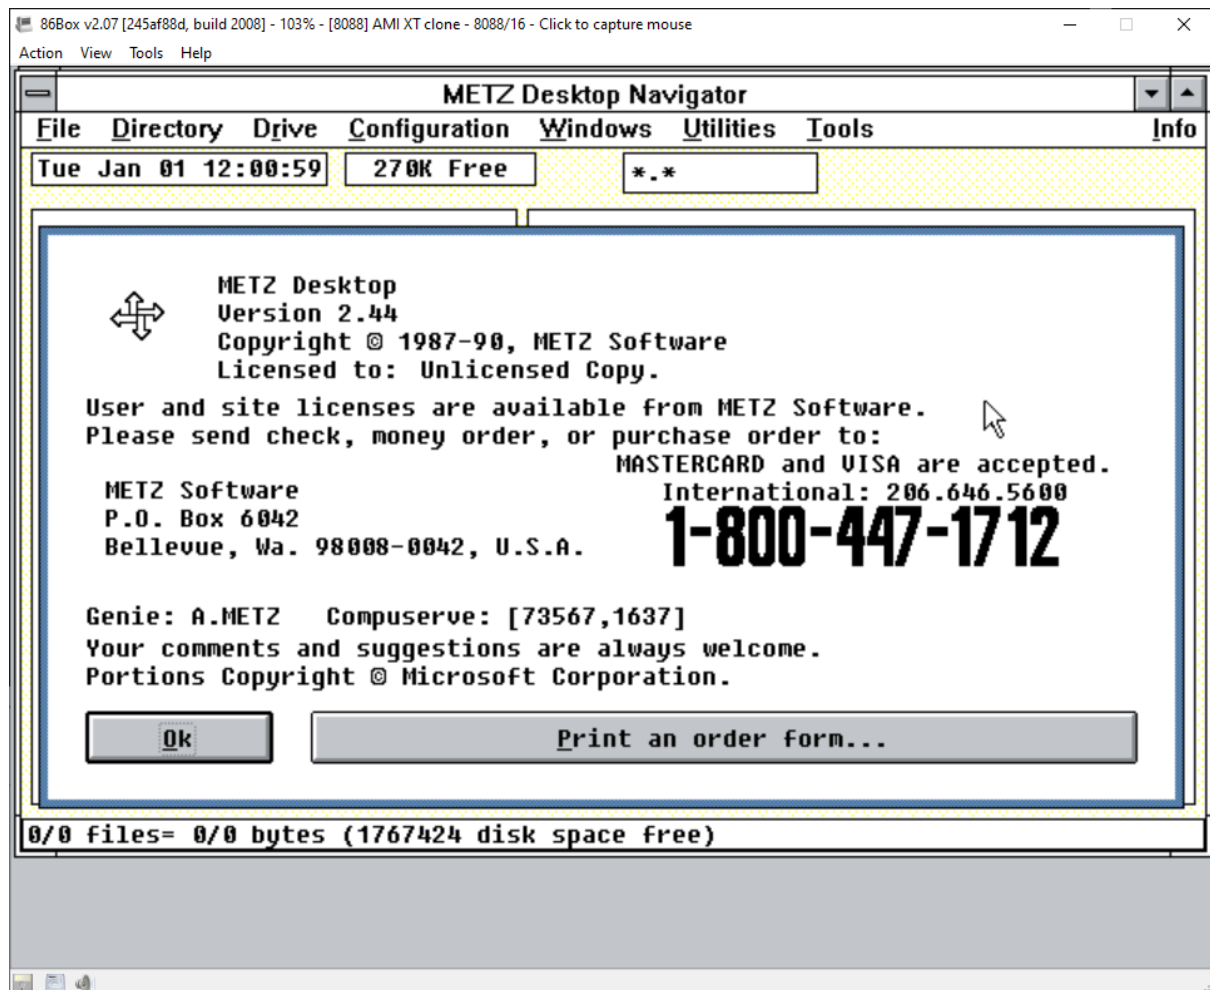 86Box v2.07 [245af88d, build 2008] - 103% - [8088] AMI XT clone - 8088/16 - Click to capture mouse
Action View Tools Help
METZ Desktop Navigator
File Directory Drive Configuration Windows Utilities Tools Info
Tue Jan 01 12:00:59 270K Free *.*
METZ Desktop
Version 2.44
Copyright © 1987-90, METZ Software
Licensed to: Unlicensed Copy.
User and site licenses are available from METZ Software.
Please send check, money order, or purchase order to:
MASTERCARD and VISA are accepted.
METZ Software
International: 206.646.5600
P.O. Box 6042
1-800-447-1712
Bellevue, Wa. 98008-0042, U.S.A.
Genie: A.METZ Compuserve: [73567,1637]
Your comments and suggestions are always welcome.
Portions Copyright © Microsoft Corporation.
Ok Print an order form...
0/0 files= 0/0 bytes (1767424 disk space free)